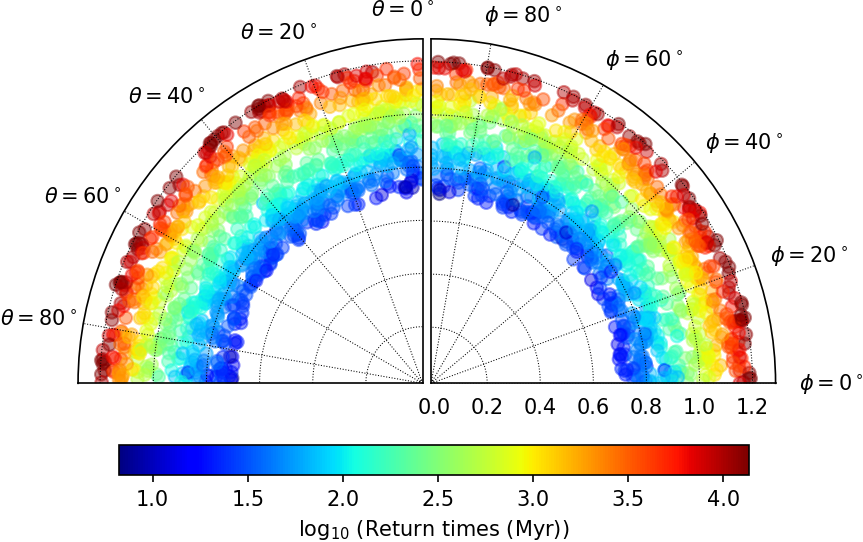 θ = 0°
θ = 20°
θ = 40°
θ = 60°
θ = 80°
ϕ = 80°
ϕ = 60°
ϕ = 40°
ϕ = 20°
ϕ = 0°
0.0 0.2 0.4 0.6 0.8 1.0 1.2
1.0 1.5 2.0 2.5 3.0 3.5 4.0
log₁₀ (Return times (Myr))